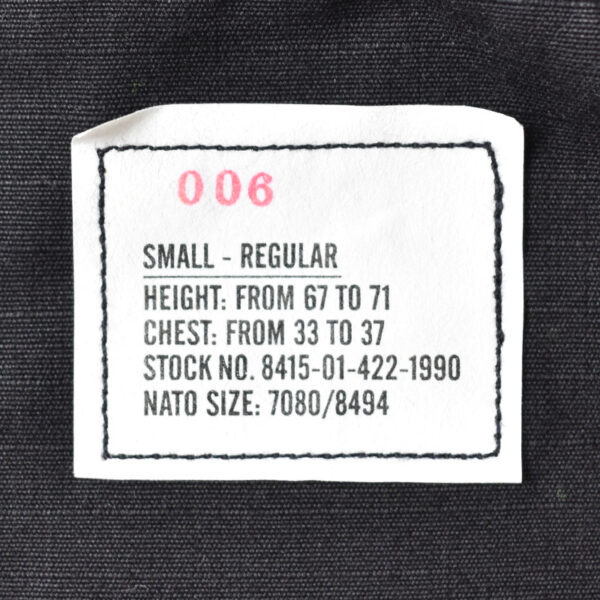 006
SMALL - REGULAR
HEIGHT: FROM 67 TO 71
CHEST: FROM 33 TO 37
STOCK NO. 8415-01-422-1990
NATO SIZE: 7080/8494